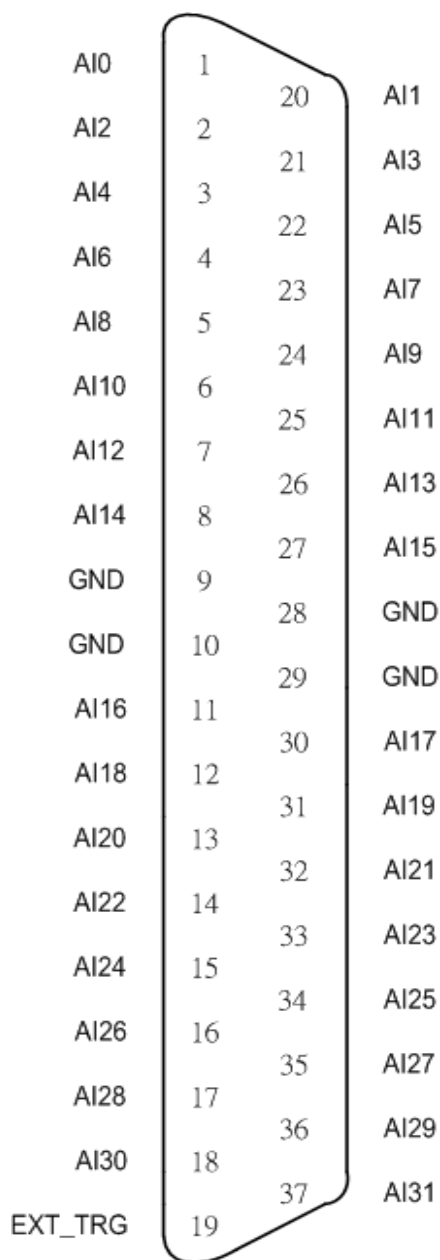 AI0 1
20 AI1
AI2 2
21 AI3
AI4 3
22 AI5
AI6 4
23 AI7
AI8 5
24 AI9
AI10 6
25 AI11
AI12 7
26 AI13
AI14 8
27 AI15
GND 9
28 GND
GND 10
29 GND
AI16 11
30 AI17
AI18 12
31 AI19
AI20 13
32 AI21
AI22 14
33 AI23
AI24 15
34 AI25
AI26 16
35 AI27
AI28 17
36 AI29
AI30 18
37 AI31
EXT_TRG 19